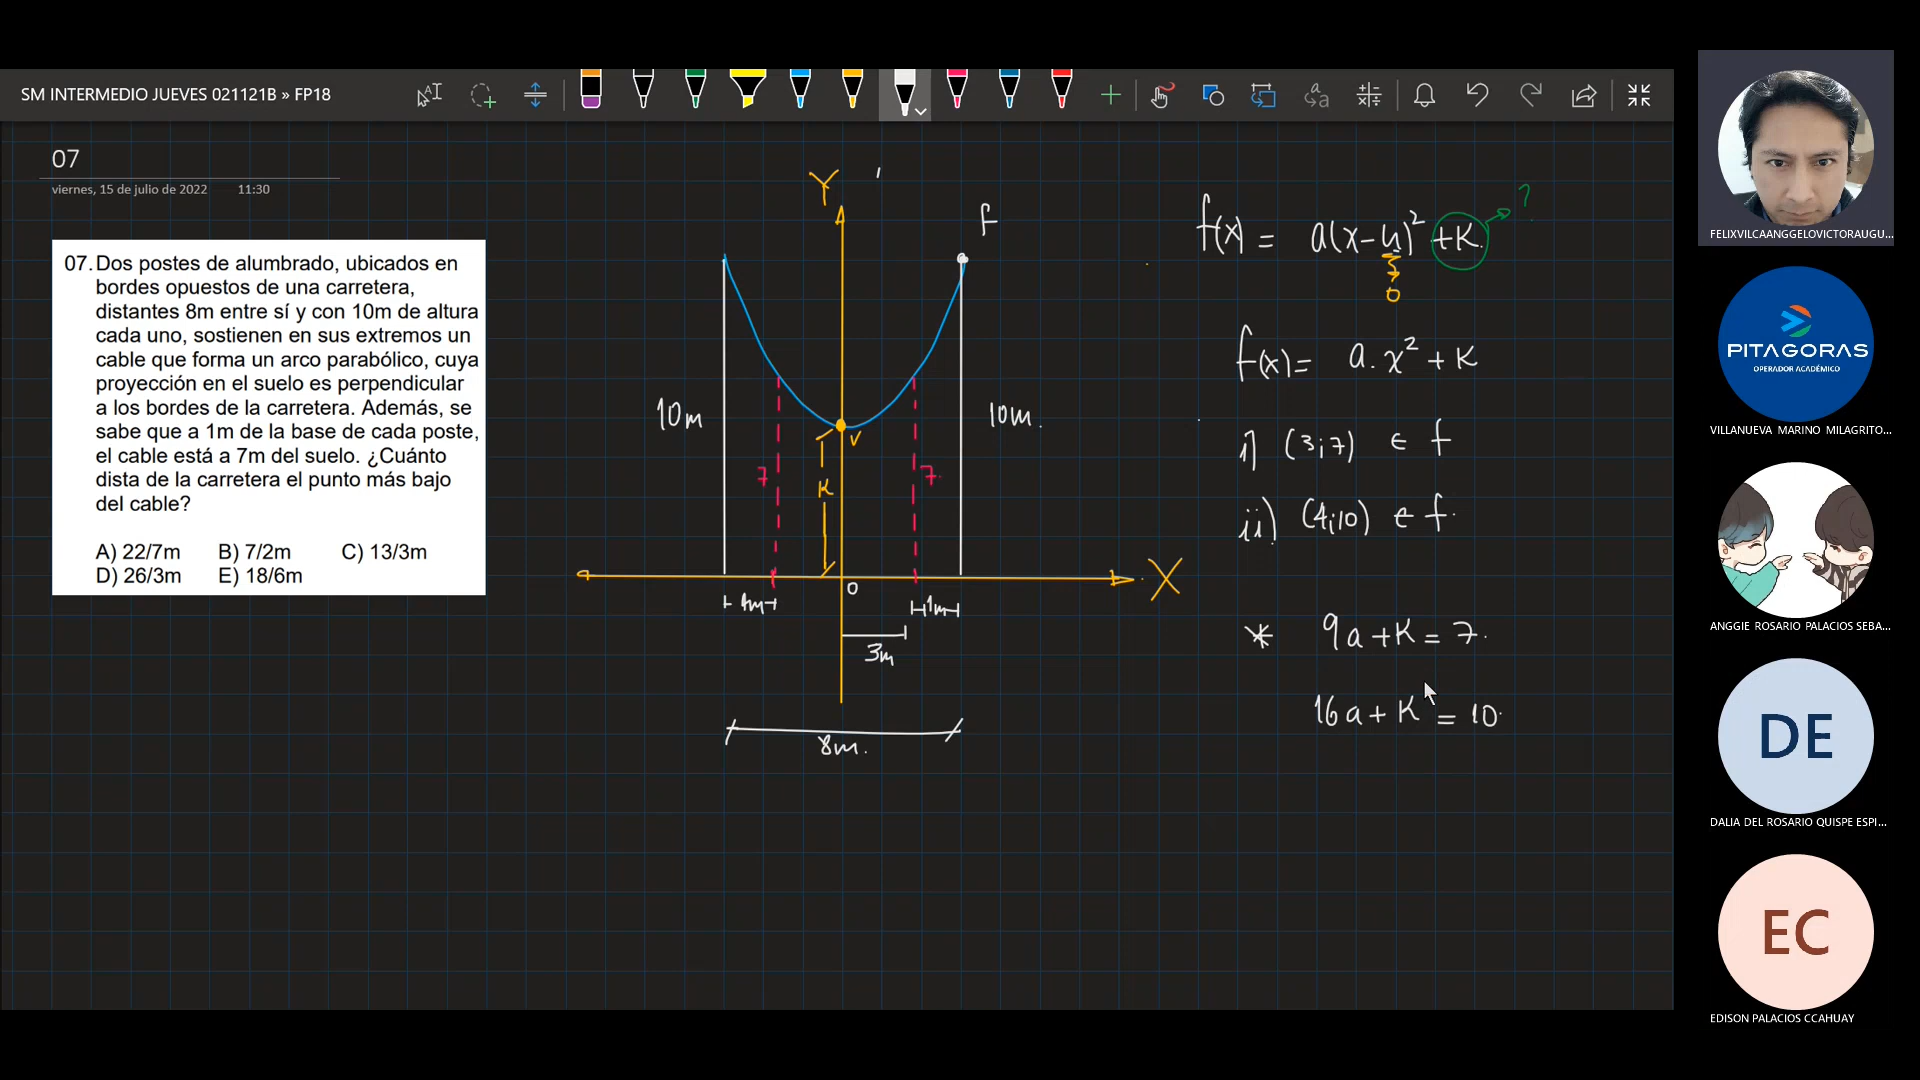 SM INTERMEDIO JUEVES 021121B » FP18
07
viernes, 15 de julio de 2022 11:30
07. Dos postes de alumbrado, ubicados en
bordes opuestos de una carretera,
distantes 8m entre sí y con 10m de altura
cada uno, sostienen en sus extremos un
cable que forma un arco parabólico, cuya
proyección en el suelo es perpendicular
a los bordes de la carretera. Además, se
sabe que a 1m de la base de cada poste,
el cable está a 7m del suelo. ¿Cuánto
dista de la carretera el punto más bajo
del cable?
A) 22/7m B) 7/2m C) 13/3m
D) 26/3m E) 18/6m
Y
f
10m
10m.
V
7
K
7.
0
X
1m
1m
3m
8m.
f(x) = a(x-h)² + K
?
0
f(x) = a.x² + K
i) (3;7) ∈ f
ii) (4;10) ∈ f.
* 9a + K = 7.
16a + K = 10.
FELIXVILCAANGGELOVICTORAUGU...
PITAGORAS
OPERADOR ACADÉMICO
VILLANUEVA MARINO MILAGRITO...
ANGGIE ROSARIO PALACIOS SEBA...
DE
DALIA DEL ROSARIO QUISPE ESPI...
EC
EDISON PALACIOS CCAHUAY